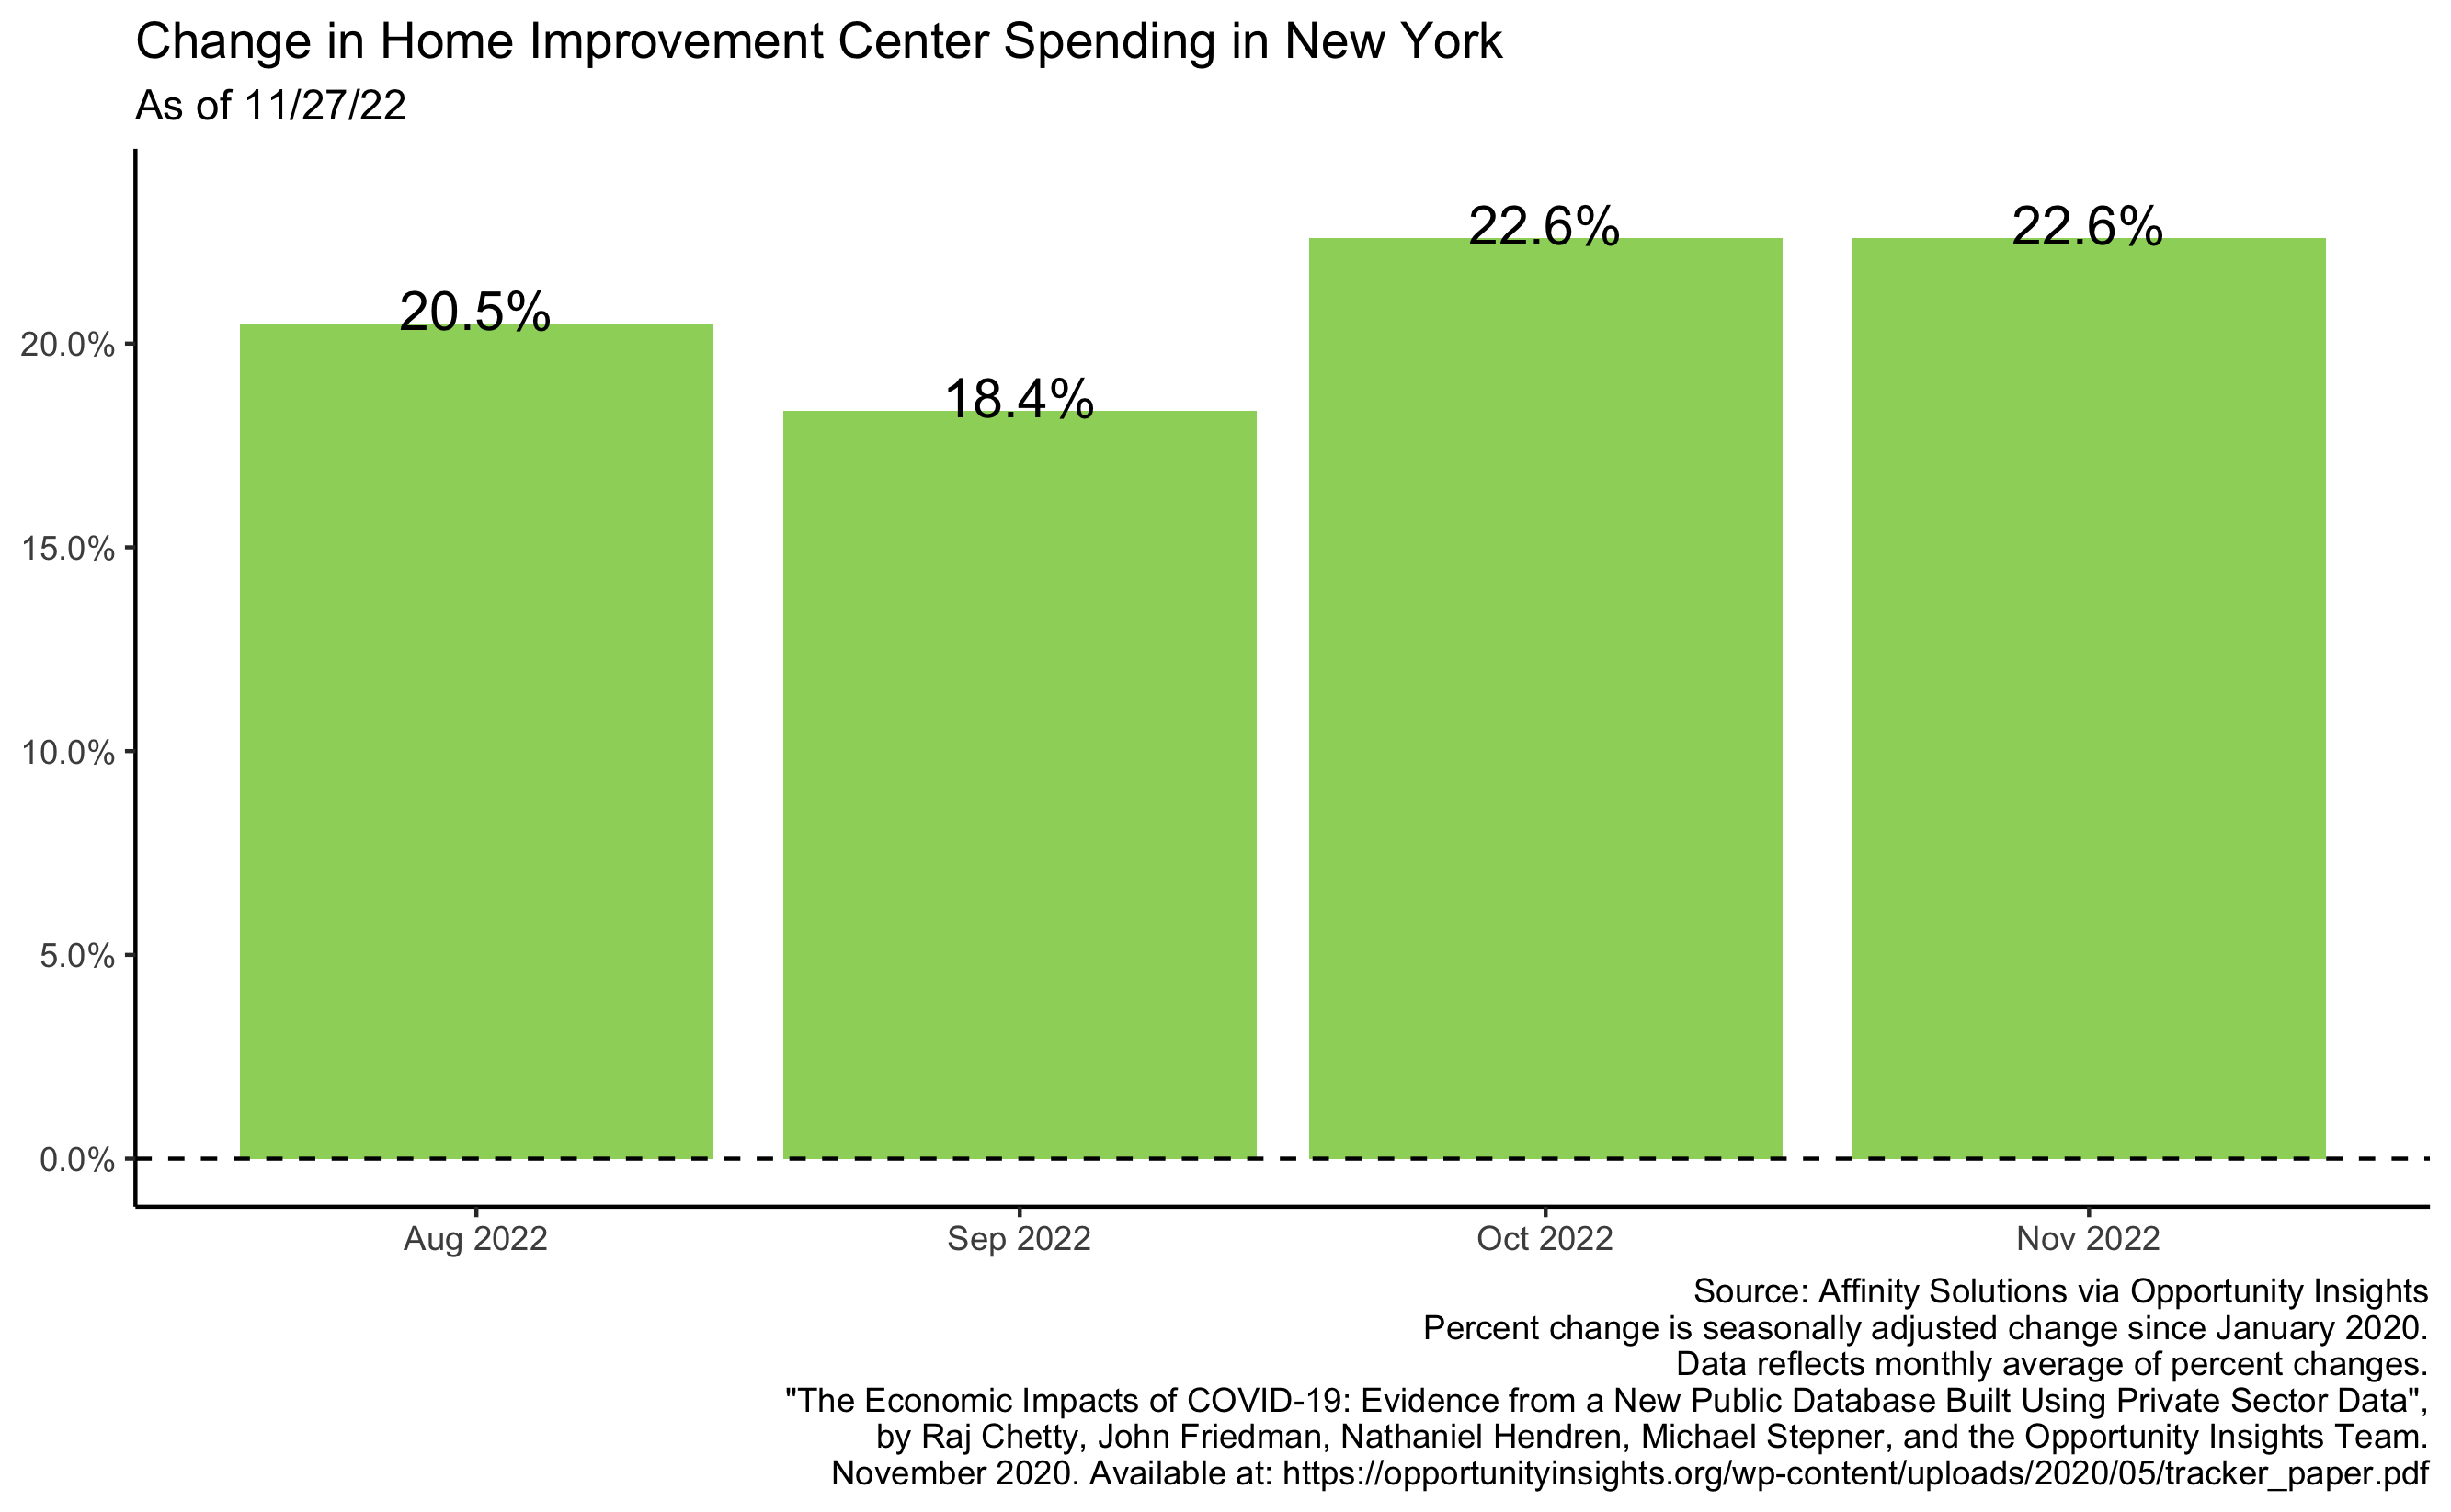 Change in Home Improvement Center Spending in New York
As of 11/27/22
20.5%
18.4%
22.6%
22.6%
20.0%
15.0%
10.0%
5.0%
0.0%
Aug 2022
Sep 2022
Oct 2022
Nov 2022
Source: Affinity Solutions via Opportunity Insights
Percent change is seasonally adjusted change since January 2020.
Data reflects monthly average of percent changes.
"The Economic Impacts of COVID-19: Evidence from a New Public Database Built Using Private Sector Data",
by Raj Chetty, John Friedman, Nathaniel Hendren, Michael Stepner, and the Opportunity Insights Team.
November 2020. Available at: https://opportunityinsights.org/wp-content/uploads/2020/05/tracker_paper.pdf